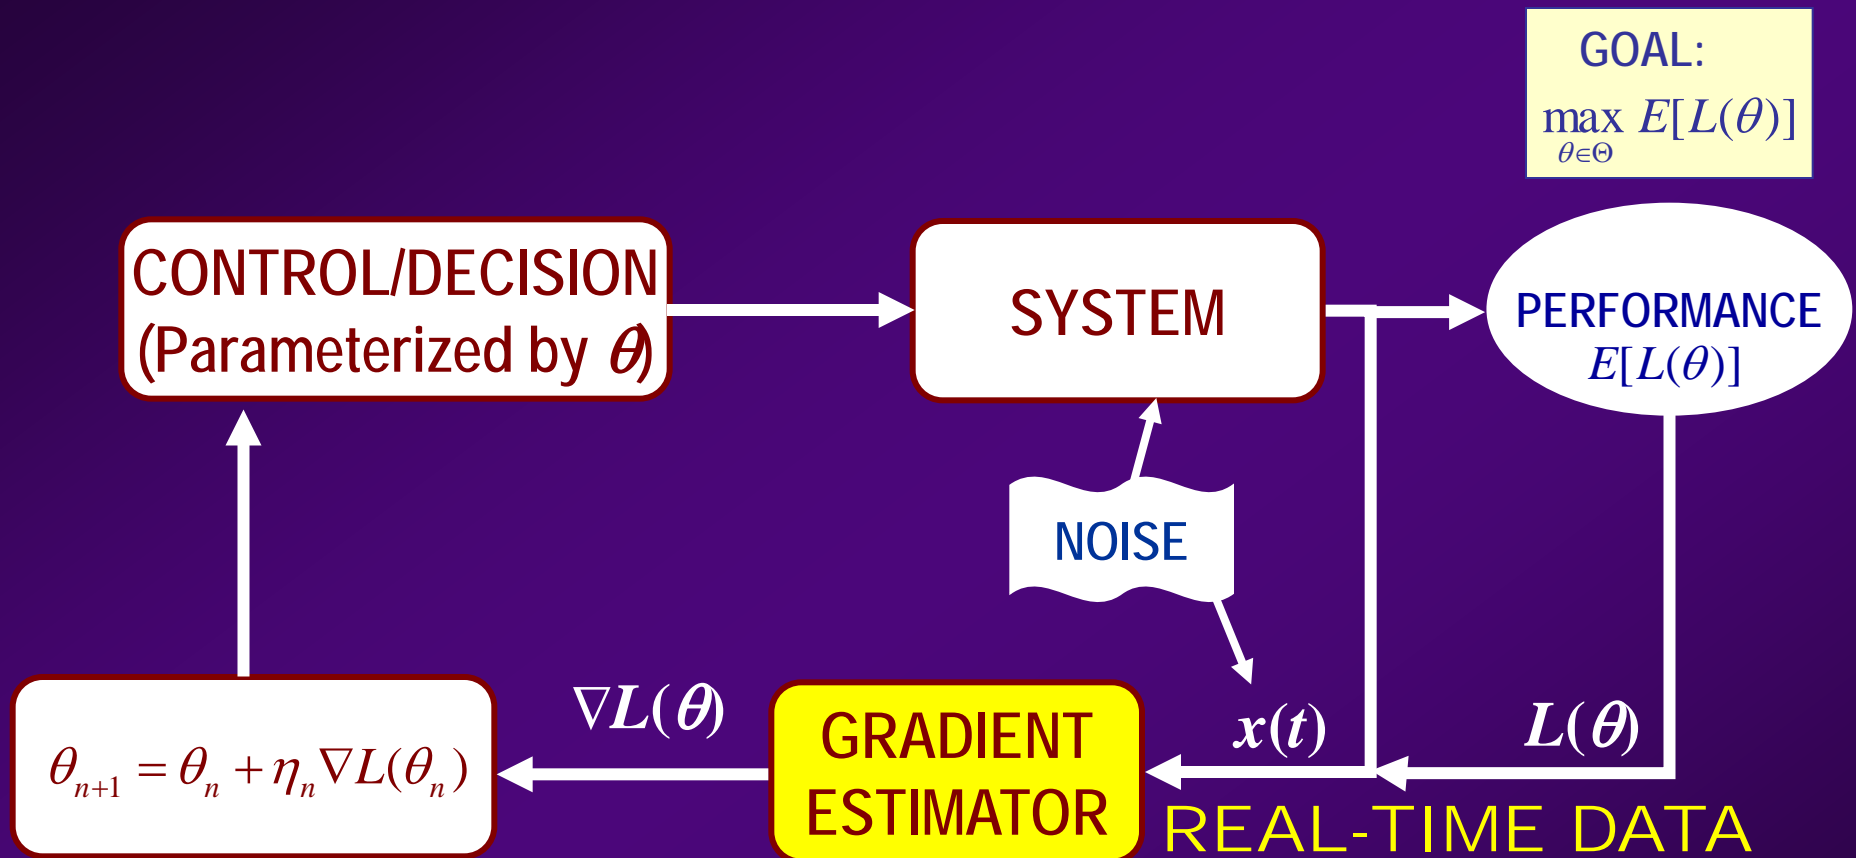 GOAL:
max E[L(θ)]
θ∈Θ
CONTROL/DECISION
(Parameterized by θ)
SYSTEM
PERFORMANCE
E[L(θ)]
NOISE
θn+1 = θn + ηn∇L(θn)
∇L(θ)
GRADIENT
ESTIMATOR
x(t)
L(θ)
REAL-TIME DATA